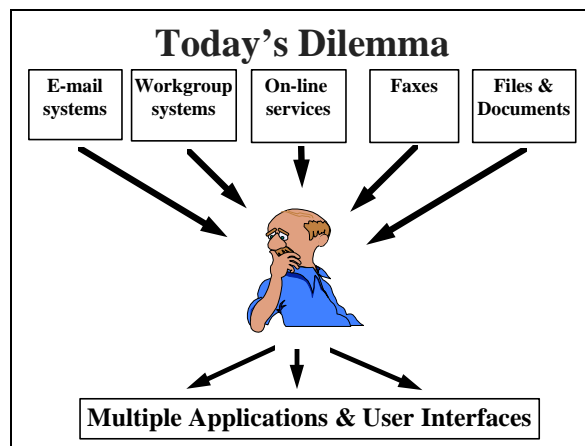 Today's Dilemma
E-mail
systems
Workgroup
systems
On-line
services
Faxes
Files &
Documents
Multiple Applications & User Interfaces